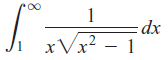 ∫₁^∞ 1/(x√(x² − 1)) dx